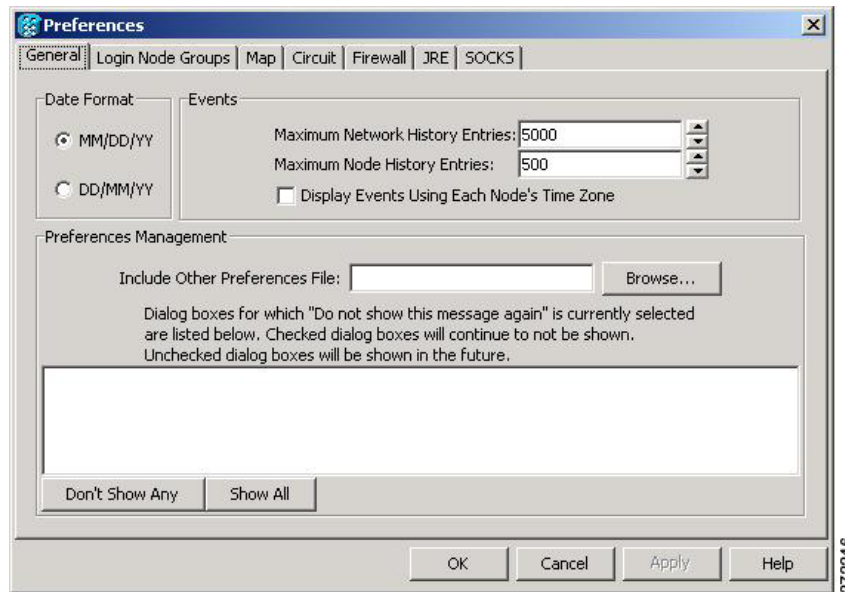 Preferences
General Login Node Groups Map Circuit Firewall JRE SOCKS
Date Format
MM/DD/YY
DD/MM/YY
Events
Maximum Network History Entries: 5000
Maximum Node History Entries: 500
Display Events Using Each Node's Time Zone
Preferences Management
Include Other Preferences File: Browse...
Dialog boxes for which "Do not show this message again" is currently selected
are listed below. Checked dialog boxes will continue to not be shown.
Unchecked dialog boxes will be shown in the future.
Don't Show Any Show All
OK Cancel Apply Help